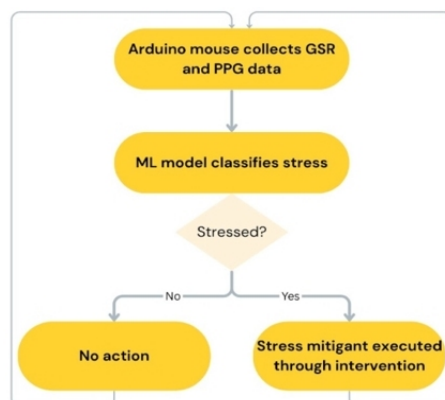 Arduino mouse collects GSR
and PPG data
ML model classifies stress
Stressed?
No
Yes
No action
Stress mitigant executed
through intervention